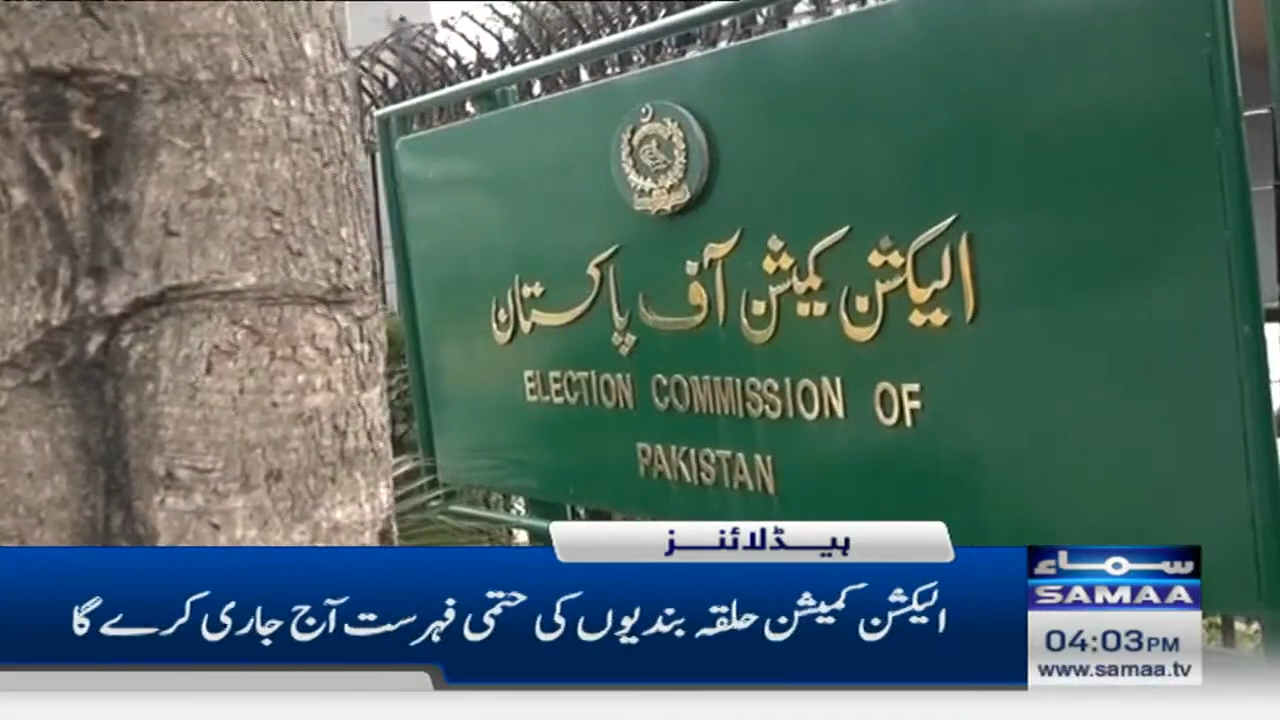 الیکشن کمیشن آف پاکستان
ELECTION COMMISSION OF
PAKISTAN
ہیڈلائنز
الیکشن کمیشن حلقہ بندیوں کی حتمی فہرست آج جاری کرے گا
سماء
SAMAA
04:03PM
www.samaa.tv